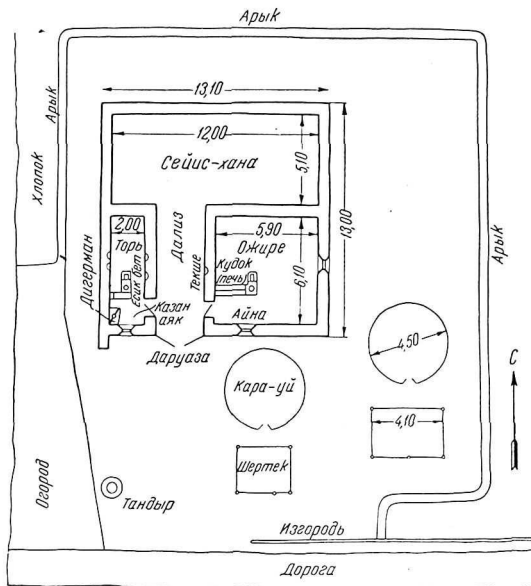 Арык
13,10
Арык
12,00
Сейис-хана
5,10
Хлопок
13,00
2,00
Торь
Дализ
5,90
Ожире
Кудок
(печь)
6,10
Есик бет
Текше
Дигерман
Казан
аяк
Айна
Даруаза
Арык
4,50
С
Кара-уй
4,10
Шертек
Огород
Тандыр
Изгородь
Дорога